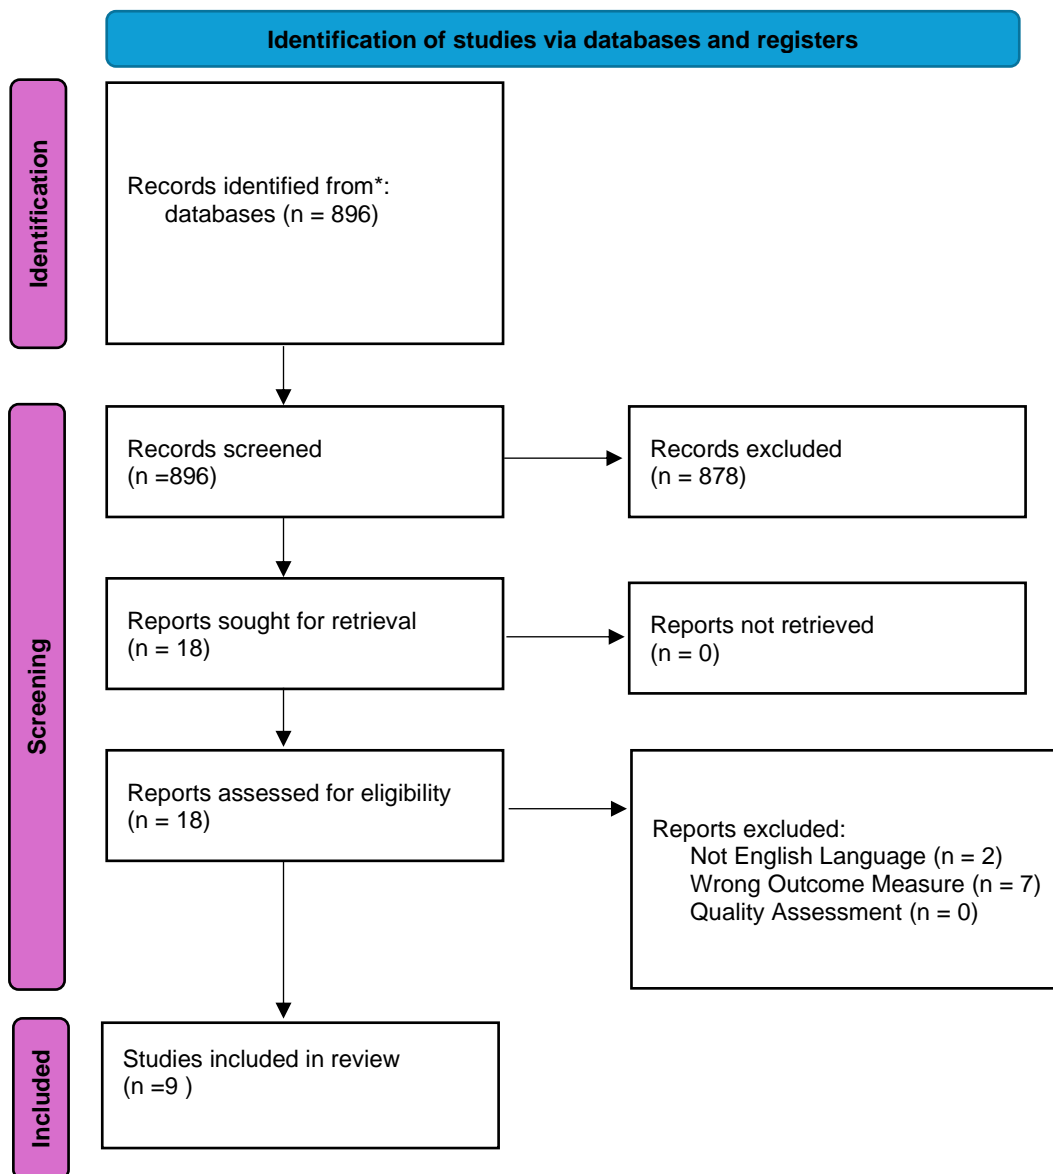 Identification of studies via databases and registers
Identification
Records identified from*:
databases (n = 896)
Screening
Records screened
(n =896)
Records excluded
(n = 878)
Reports sought for retrieval
(n = 18)
Reports not retrieved
(n = 0)
Reports assessed for eligibility
(n = 18)
Reports excluded:
Not English Language (n = 2)
Wrong Outcome Measure (n = 7)
Quality Assessment (n = 0)
Included
Studies included in review
(n =9 )